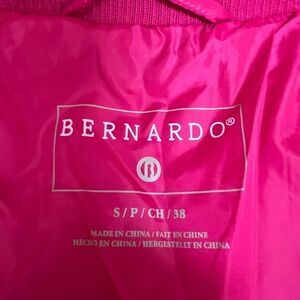 BERNARDO®
B
S / P / CH / 38
MADE IN CHINA / FAIT EN CHINE
HECHO EN CHINA / HERGESTELLT IN CHINA